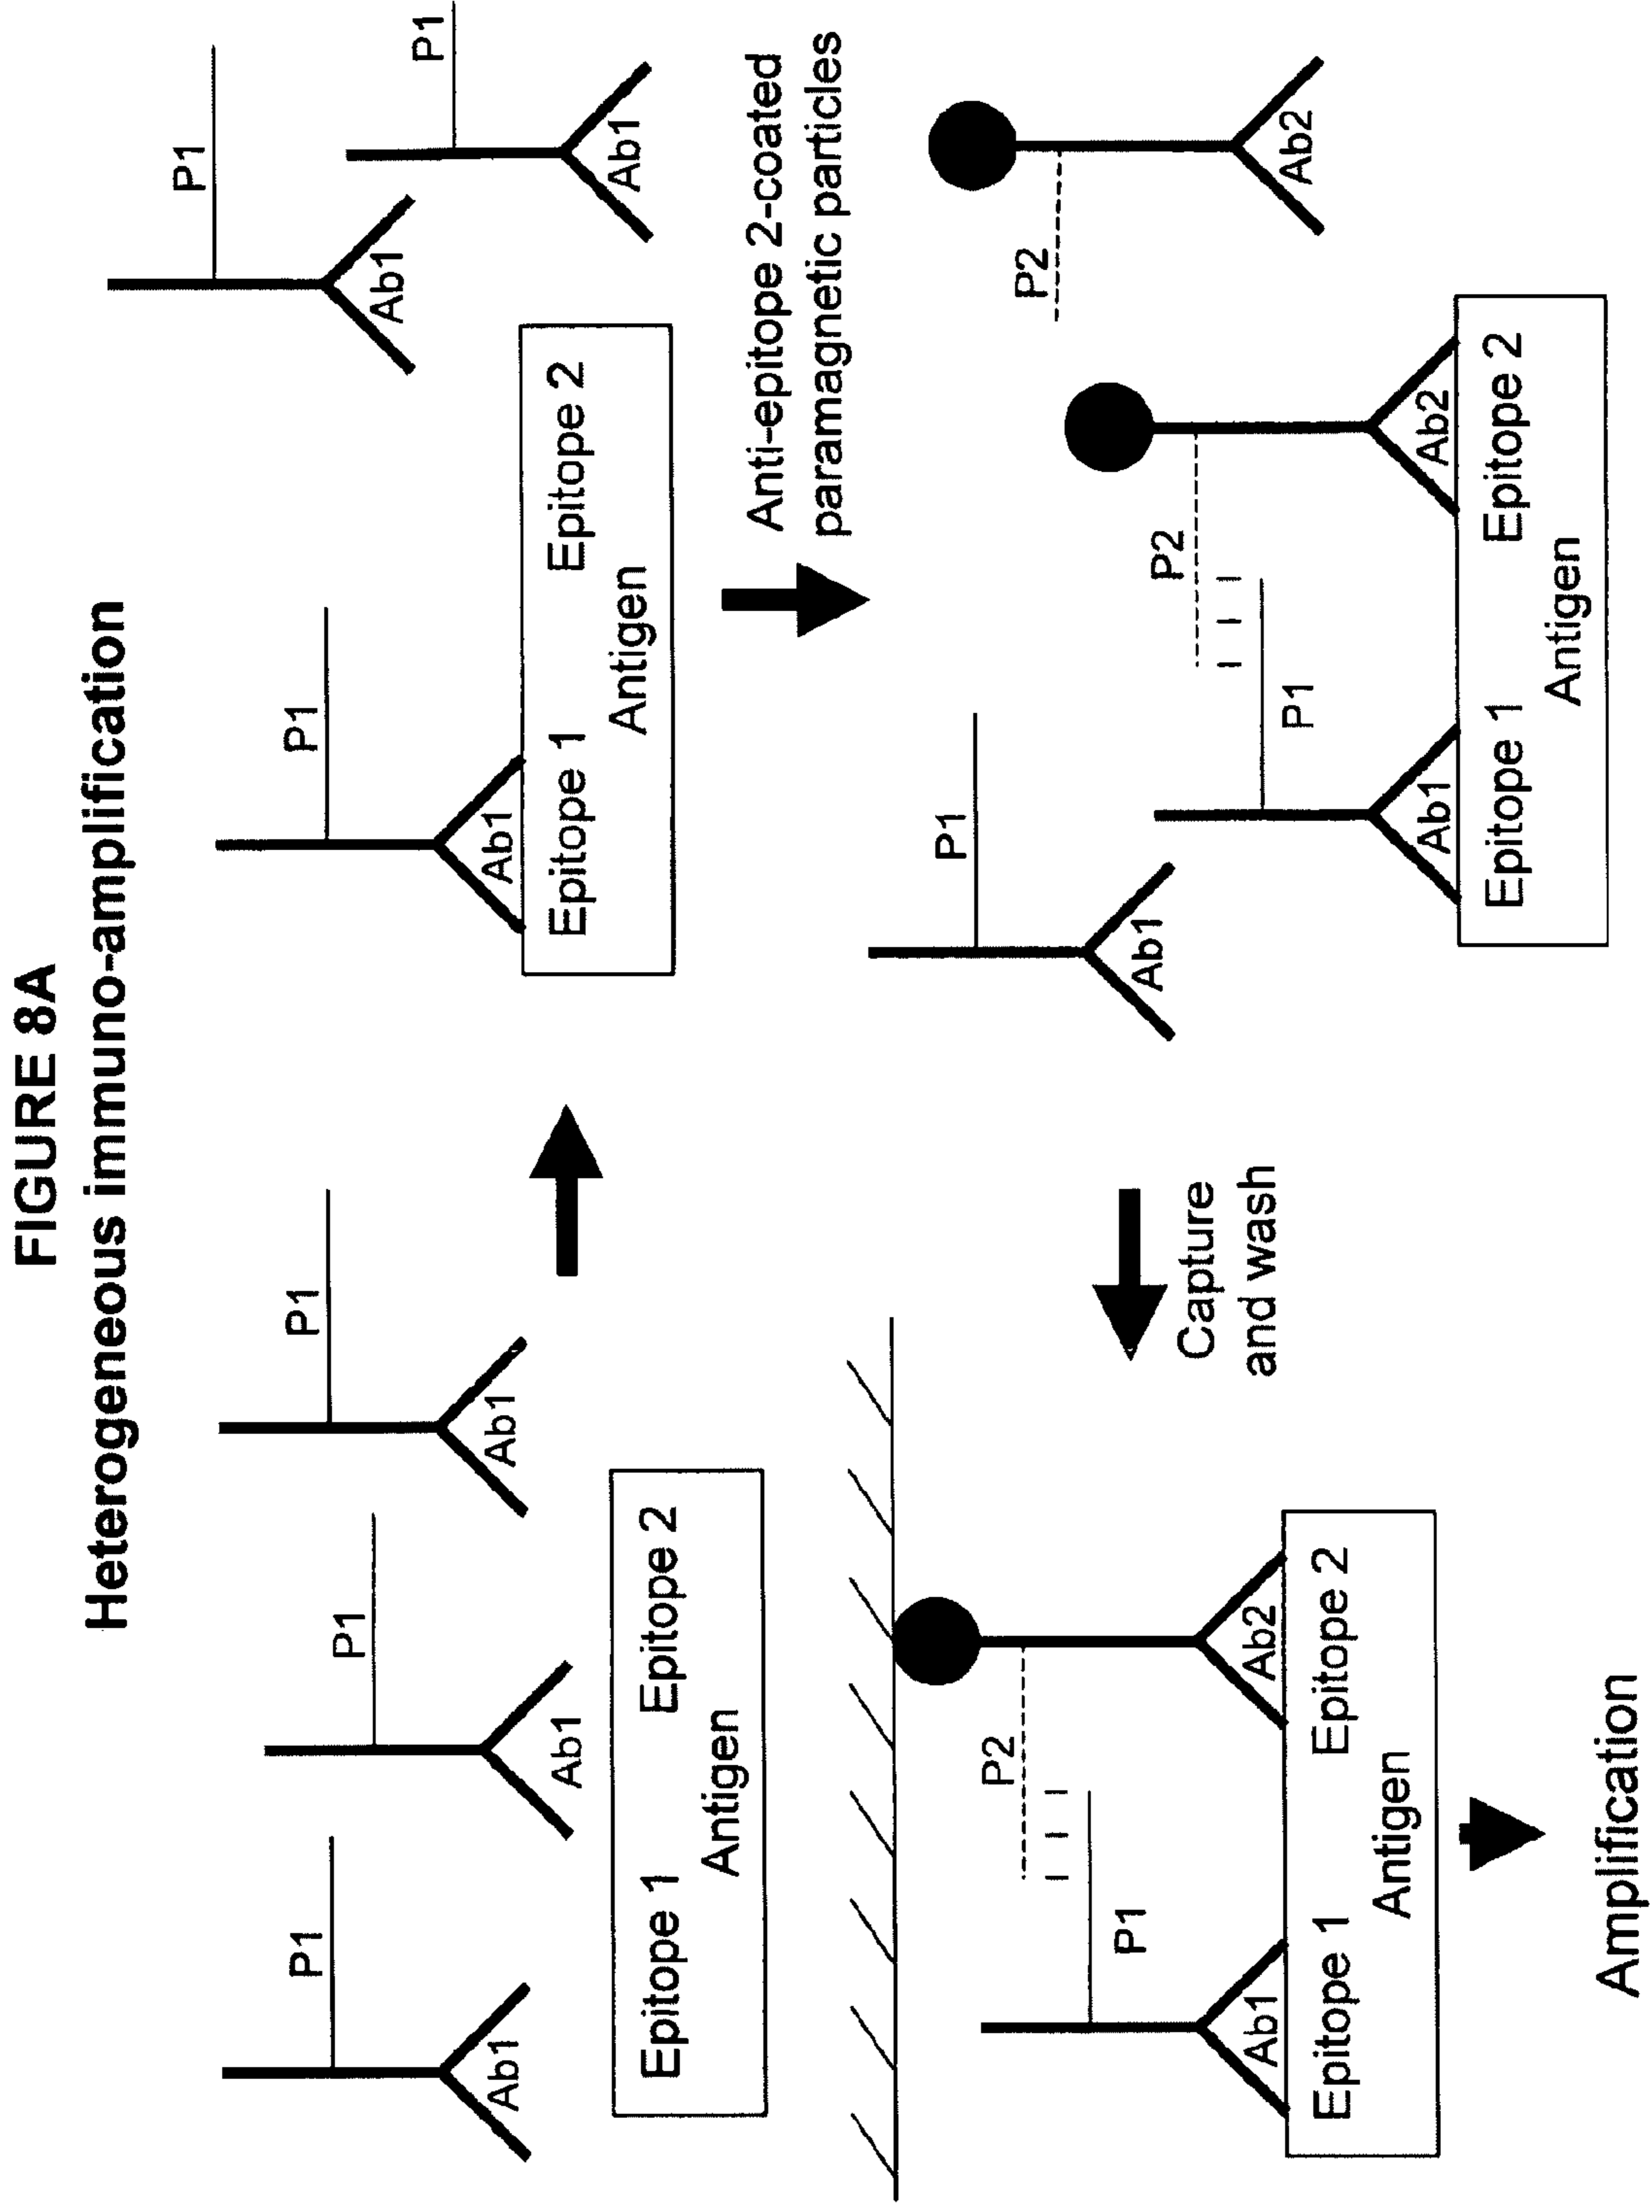 FIGURE 8A
Heterogeneous immuno-amplification
P1
P1
P1
Ab1
Ab1
Ab1
Epitope 1 Epitope 2
Antigen
P1
P1
P1
Ab1
Ab1
Ab1
Epitope 1 Epitope 2
Antigen
Anti-epitope 2-coated
paramagnetic particles
P1
P2
P2
Ab1
P1
Ab1
Ab2
Ab2
Epitope 1 Epitope 2
Antigen
Capture
and wash
P2
P1
Ab1
Ab2
Epitope 1 Epitope 2
Antigen
Amplification